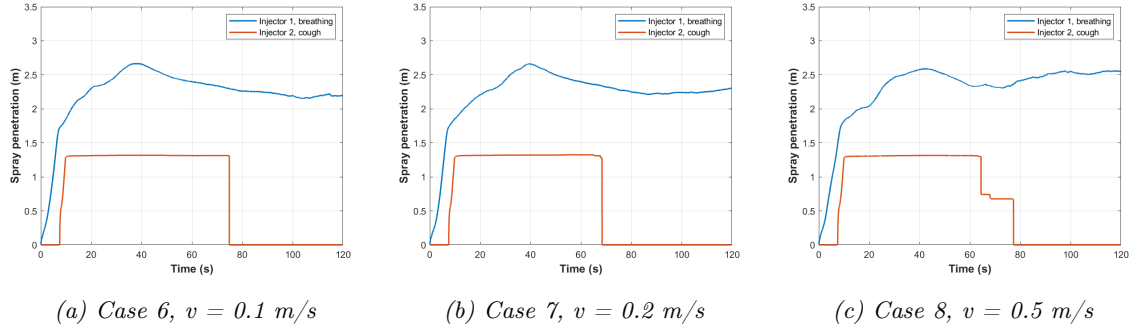 3.5
3
2.5
2
1.5
1
0.5
0
Spray penetration (m)
0 20 40 60 80 100 120
Time (s)
Injector 1, breathing
Injector 2, cough
(a) Case 6, v = 0.1 m/s
3.5
3
2.5
2
1.5
1
0.5
0
Spray penetration (m)
0 20 40 60 80 100 120
Time (s)
Injector 1, breathing
Injector 2, cough
(b) Case 7, v = 0.2 m/s
3.5
3
2.5
2
1.5
1
0.5
0
Spray penetration (m)
0 20 40 60 80 100 120
Time (s)
Injector 1, breathing
Injector 2, cough
(c) Case 8, v = 0.5 m/s